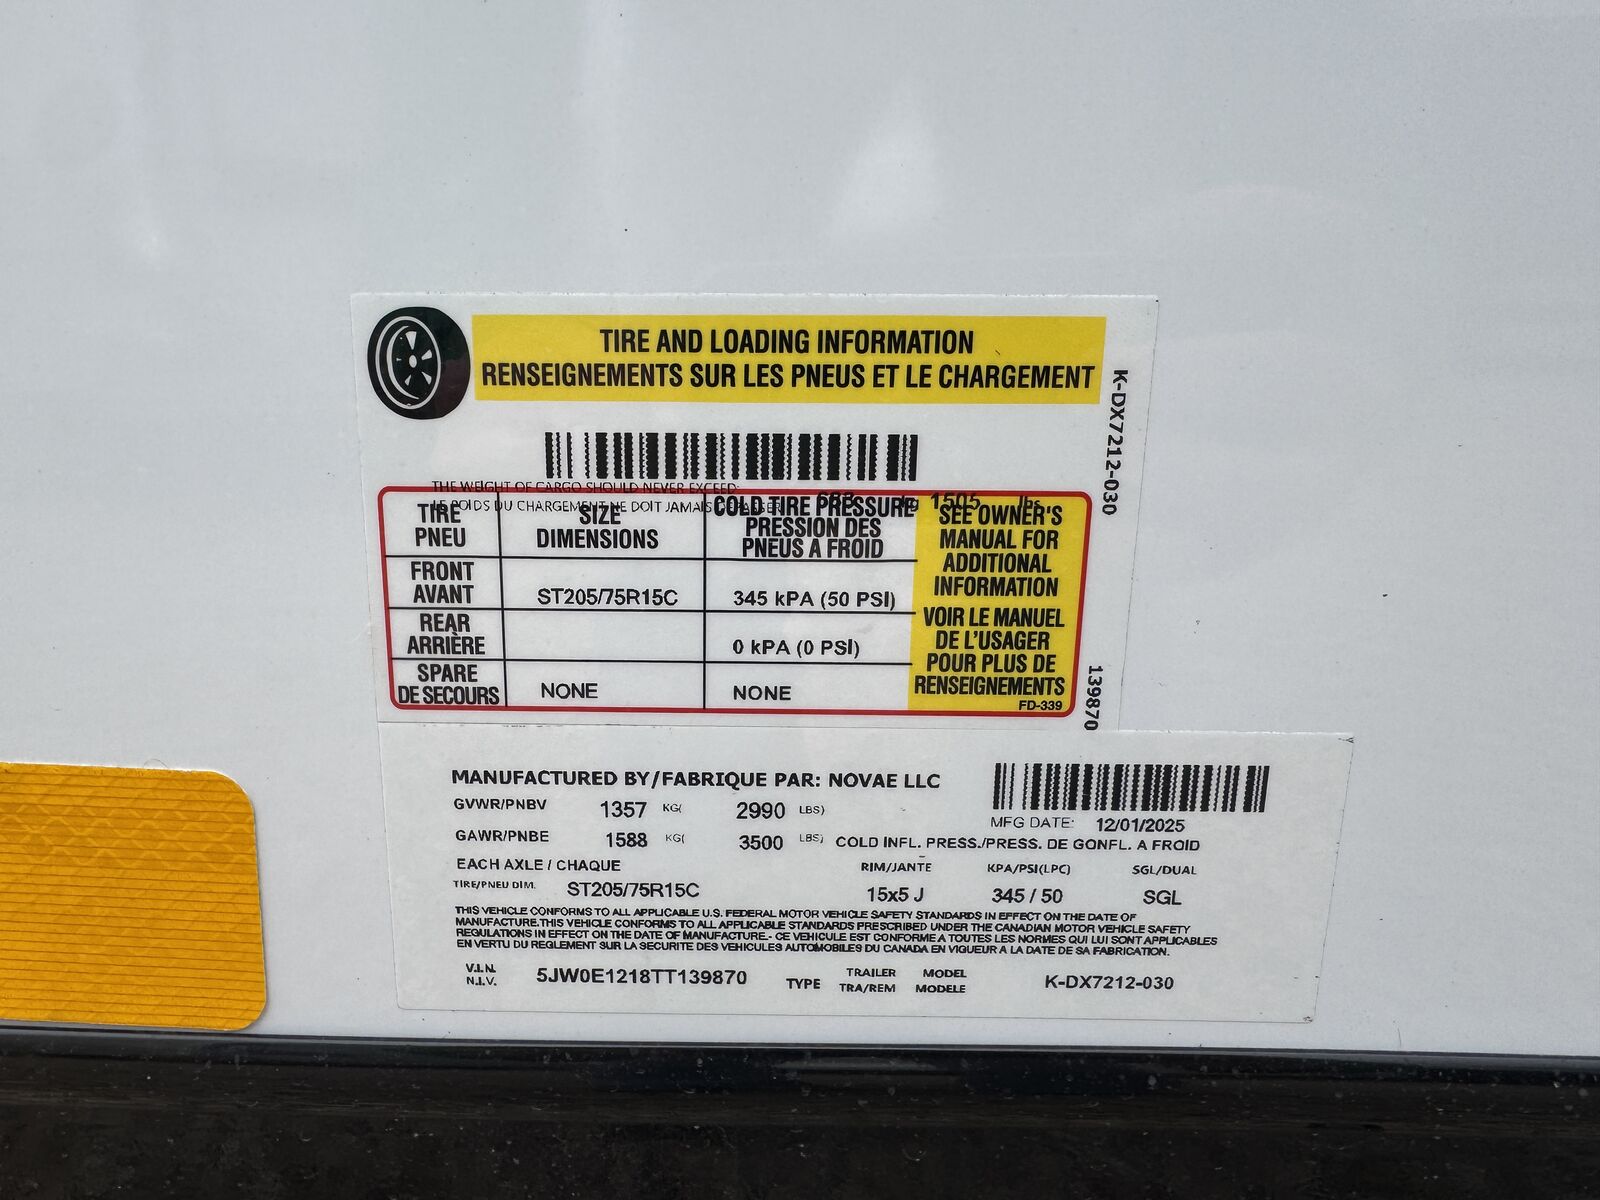 TIRE AND LOADING INFORMATION
RENSEIGNEMENTS SUR LES PNEUS ET LE CHARGEMENT
K-DX7212-030
THE WEIGHT OF CARGO SHOULD NEVER EXCEED:
LE POIDS DU CHARGEMENT NE DOIT JAMAIS DEPASSER kg 1505 lbs.
TIRE SIZE COLD TIRE PRESSURE
PNEU DIMENSIONS PRESSION DES
PNEUS A FROID
FRONT
AVANT ST205/75R15C 345 kPA (50 PSI)
REAR
ARRIÈRE 0 kPA (0 PSI)
SPARE
DE SECOURS NONE NONE
SEE OWNER'S
MANUAL FOR
ADDITIONAL
INFORMATION
VOIR LE MANUEL
DE L'USAGER
POUR PLUS DE
RENSEIGNEMENTS
FD-339
139870
MANUFACTURED BY/FABRIQUE PAR: NOVAE LLC
GVWR/PNBV 1357 KG( 2990 LBS)
MFG DATE: 12/01/2025
GAWR/PNBE 1588 KG( 3500 LBS) COLD INFL. PRESS./PRESS. DE GONFL. A FROID
EACH AXLE / CHAQUE RIM/JANTE KPA/PSI(LPC) SGL/DUAL
TIRE/PNEU DIM. ST205/75R15C 15x5 J 345 / 50 SGL
THIS VEHICLE CONFORMS TO ALL APPLICABLE U.S. FEDERAL MOTOR VEHICLE SAFETY STANDARDS IN EFFECT ON THE DATE OF
MANUFACTURE.THIS VEHICLE CONFORMS TO ALL APPLICABLE STANDARDS PRESCRIBED UNDER THE CANADIAN MOTOR VEHICLE SAFETY
REGULATIONS IN EFFECT ON THE DATE OF MANUFACTURE.- CE VEHICULE EST CONFORME A TOUTES LES NORMES QUI LUI SONT APPLICABLES
EN VERTU DU REGLEMENT SUR LA SECURITE DES VEHICULES AUTOMOBILES DU CANADA EN VIGUEUR A LA DATE DE SA FABRICATION.
V.I.N. 5JW0E1218TT139870 TYPE TRAILER MODEL K-DX7212-030
N.I.V. TRA/REM MODELE